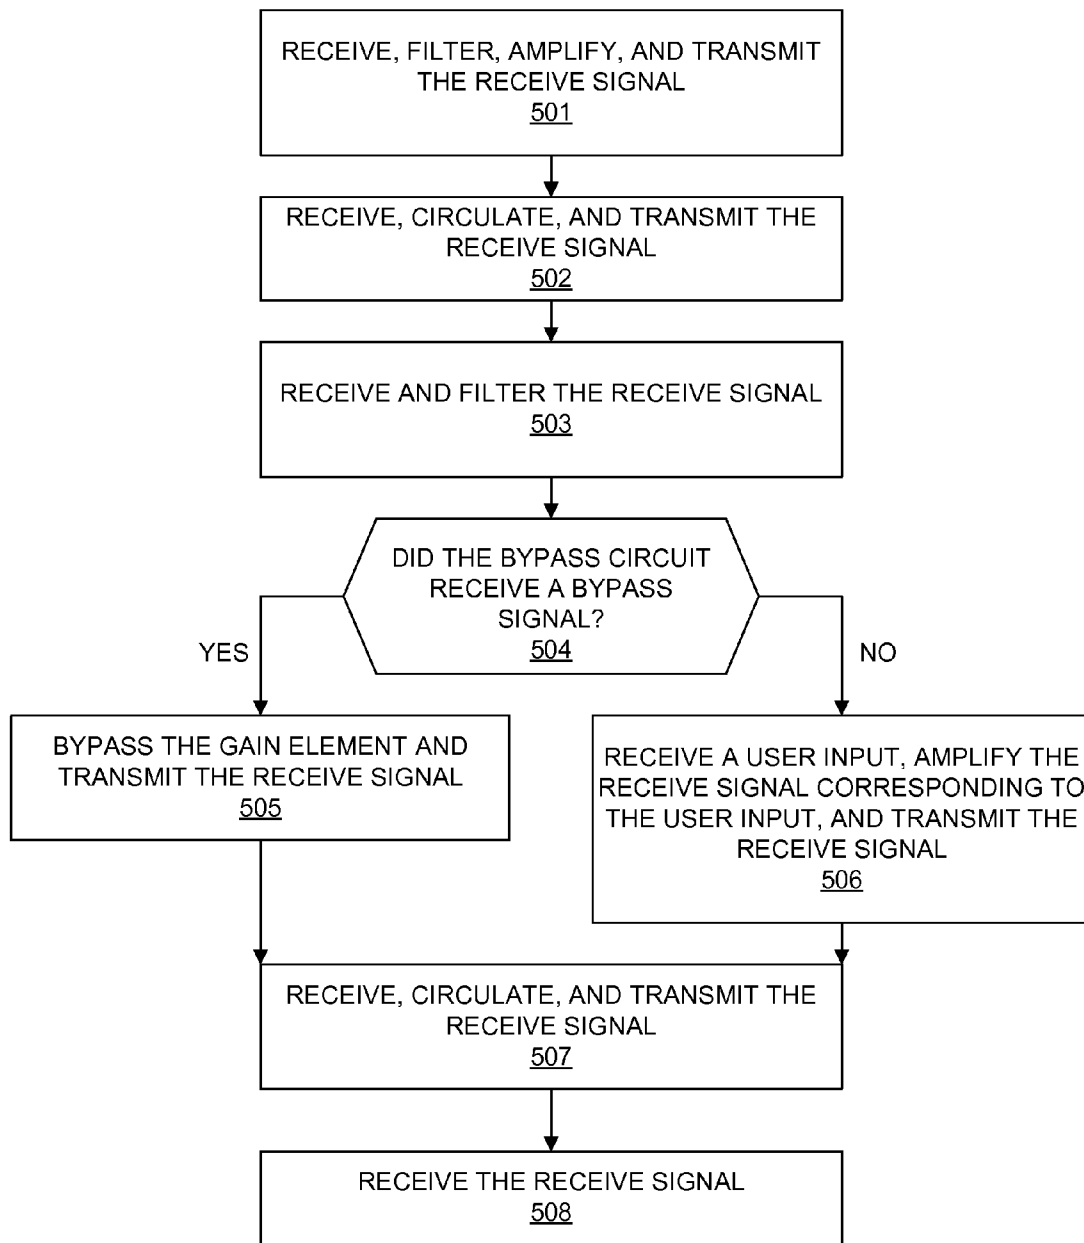 RECEIVE, FILTER, AMPLIFY, AND TRANSMIT
THE RECEIVE SIGNAL
501
RECEIVE, CIRCULATE, AND TRANSMIT THE
RECEIVE SIGNAL
502
RECEIVE AND FILTER THE RECEIVE SIGNAL
503
DID THE BYPASS CIRCUIT
RECEIVE A BYPASS
SIGNAL?
504
YES
NO
BYPASS THE GAIN ELEMENT AND
TRANSMIT THE RECEIVE SIGNAL
505
RECEIVE A USER INPUT, AMPLIFY THE
RECEIVE SIGNAL CORRESPONDING TO
THE USER INPUT, AND TRANSMIT THE
RECEIVE SIGNAL
506
RECEIVE, CIRCULATE, AND TRANSMIT THE
RECEIVE SIGNAL
507
RECEIVE THE RECEIVE SIGNAL
508